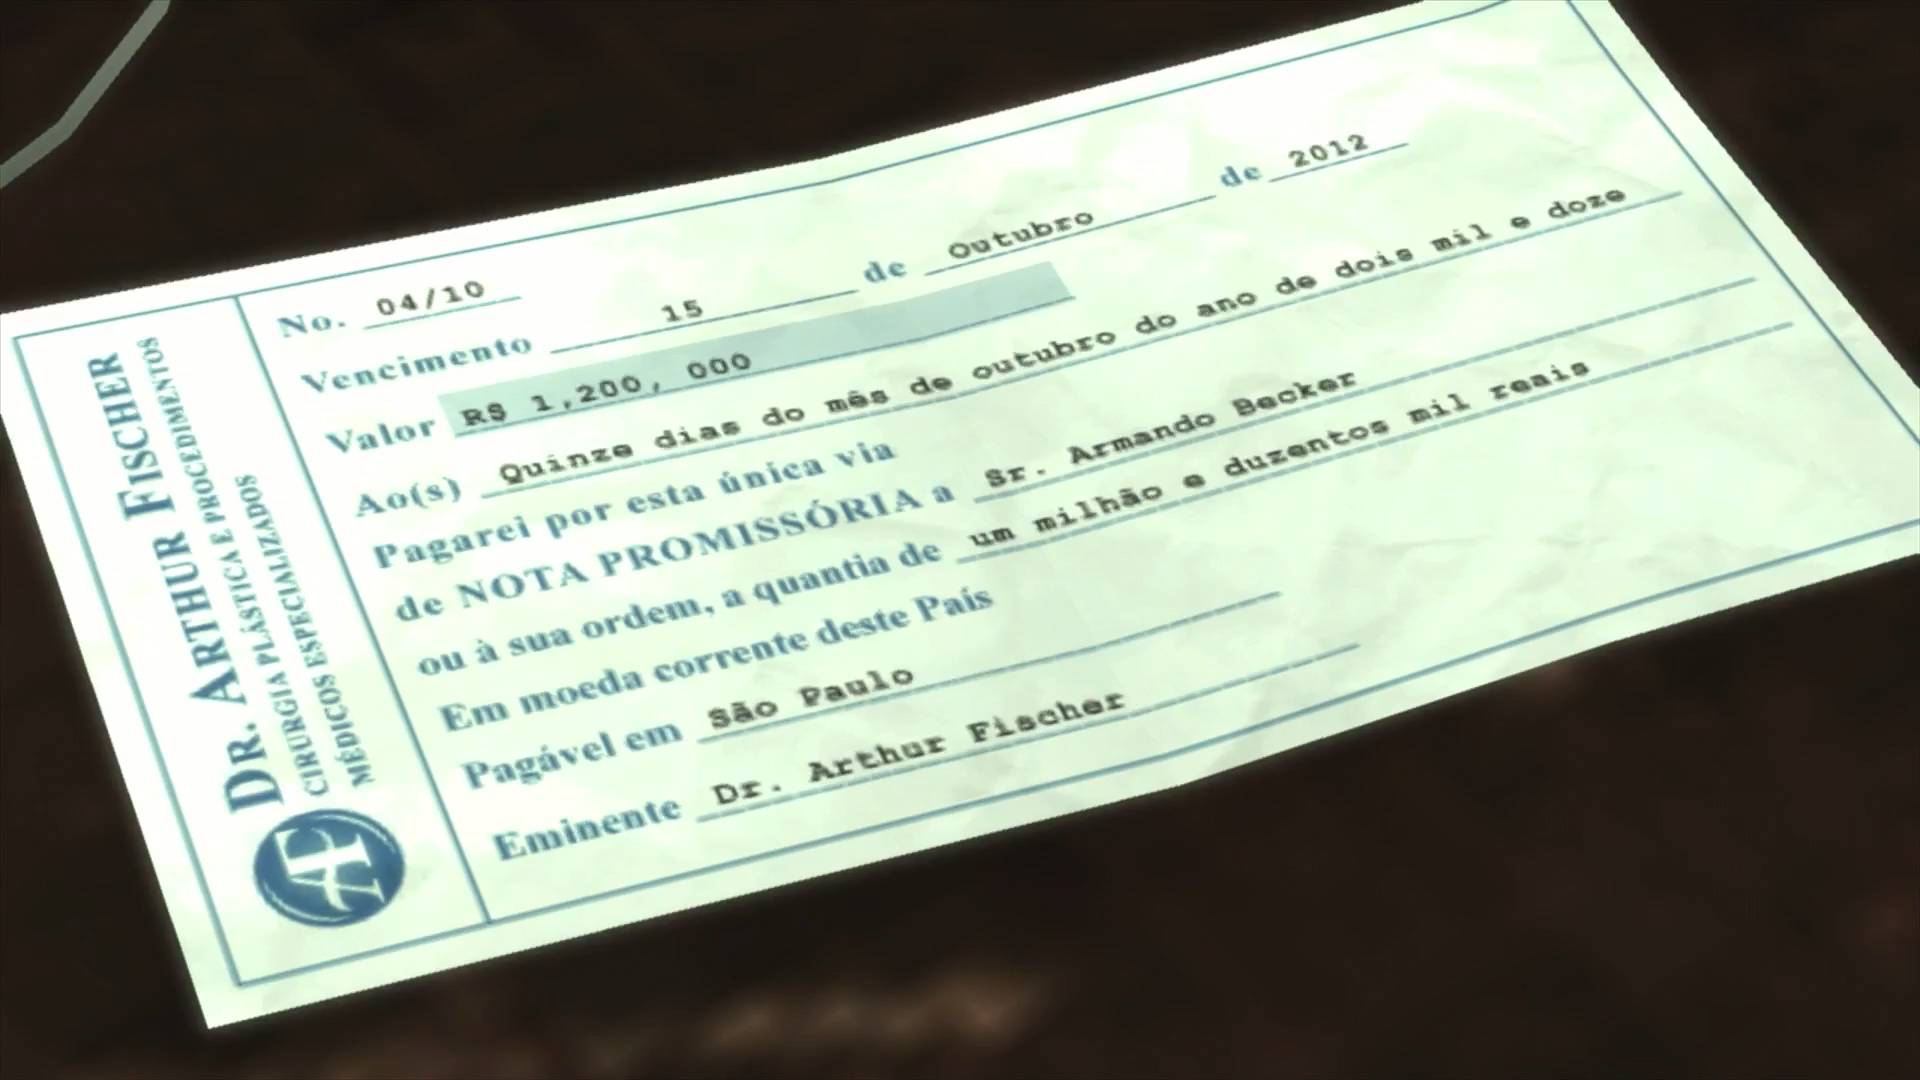 No. 04/10
Vencimento 15 de Outubro de 2012
Valor R$ 1,200, 000
Ao(s) Quinze dias do mês de outubro do ano de dois mil e doze
Pagarei por esta única via
de NOTA PROMISSÓRIA a Sr. Armando Becker
ou à sua ordem, a quantia de um milhão e duzentos mil reais
Em moeda corrente deste País
Pagável em São Paulo
Eminente Dr. Arthur Fischer
DR. ARTHUR FISCHER
CIRURGIA PLÁSTICA E PROCEDIMENTOS
MÉDICOS ESPECIALIZADOS
AF